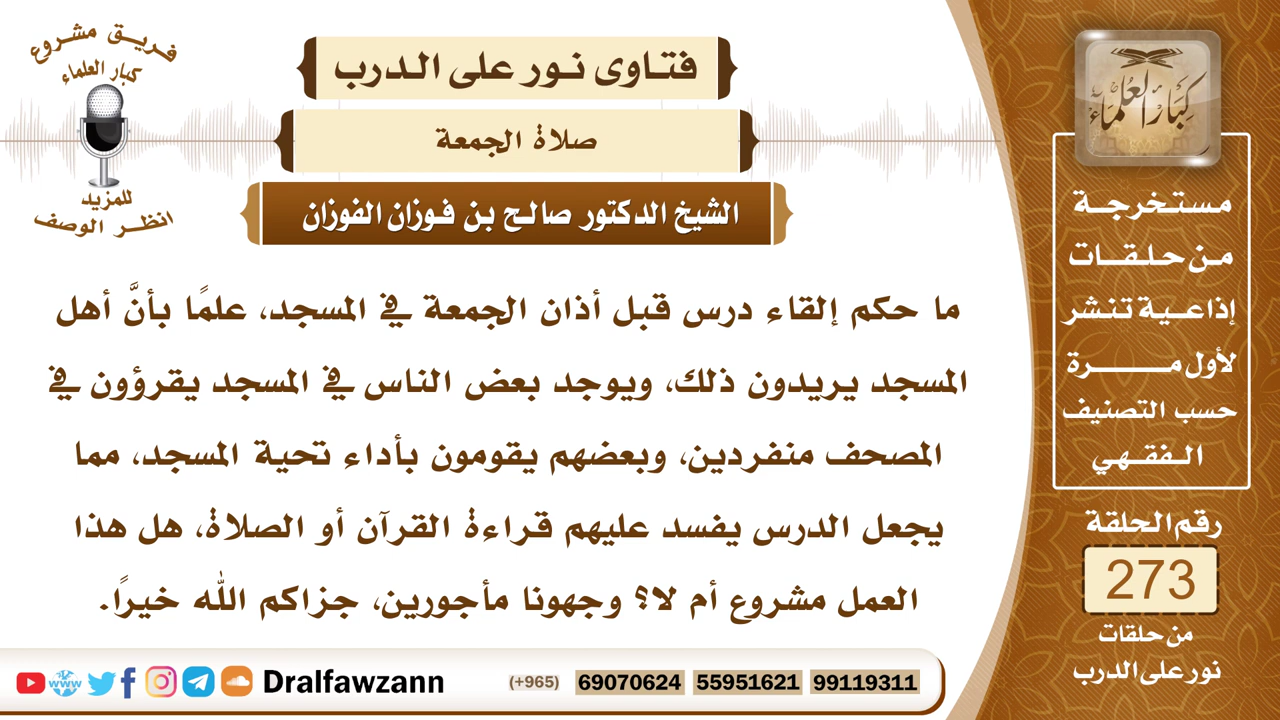 فريق مشروع
كبار العلماء
للمزيد
انظر الوصف
فتاوى نور على الدرب
صلاة الجمعة
الشيخ الدكتور صالح بن فوزان الفوزان
ما حكم إلقاء درس قبل أذان الجمعة في المسجد، علمًا بأنَّ أهل
المسجد يريدون ذلك، ويوجد بعض الناس في المسجد يقرؤون في
المصحف منفردين، وبعضهم يقومون بأداء تحية المسجد، مما
يجعل الدرس يفسد عليهم قراءة القرآن أو الصلاة، هل هذا
العمل مشروع أم لا؟ وجهونا مأجورين، جزاكم الله خيرًا.
كبار العلماء
مستخرجة
من حلقات
إذاعية تنشر
لأول مرة
حسب التصنيف
الفقهي
رقم الحلقة
273
من حلقات
نور على الدرب
www Dralfawzann (+965) 69070624 55951621 99119311